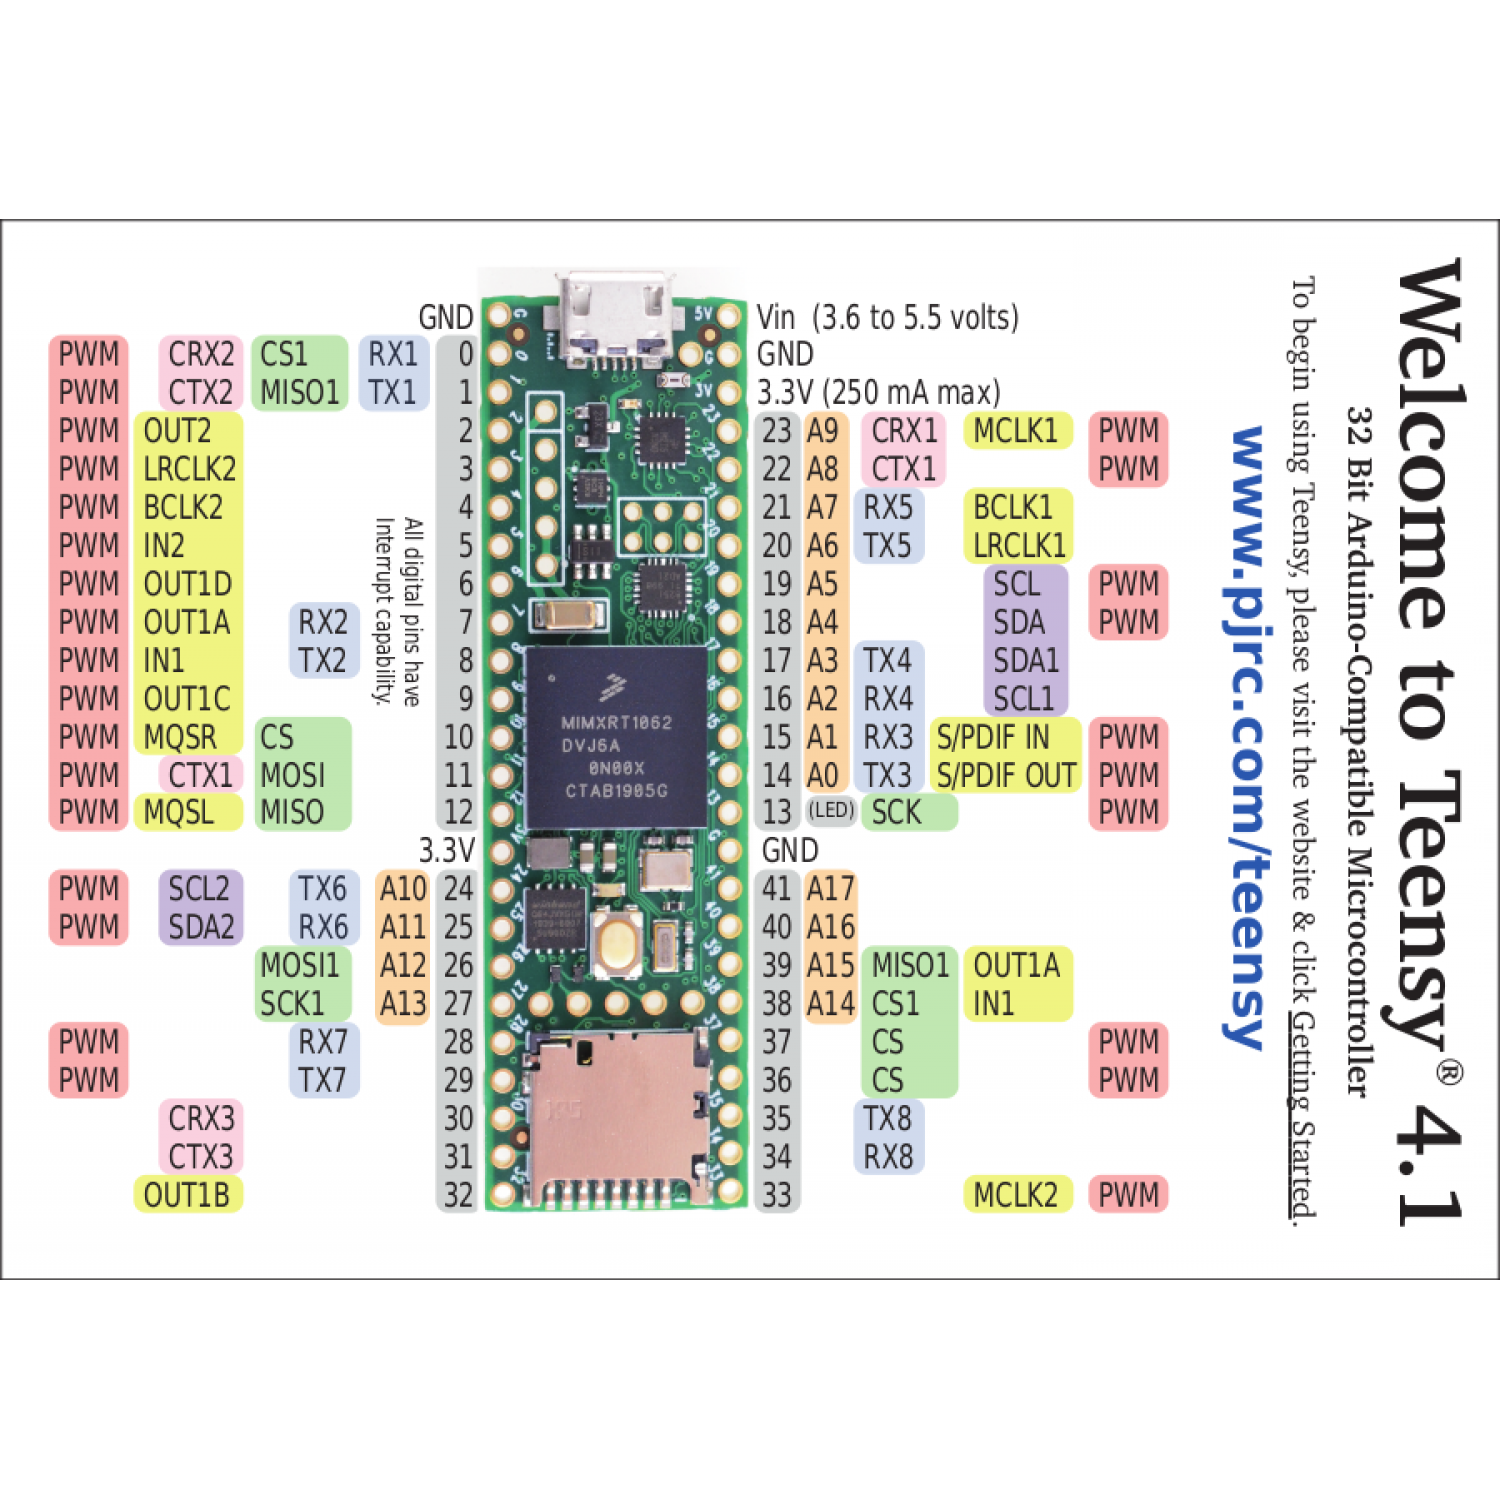 GND Vin (3.6 to 5.5 volts)
PWM CRX2 CS1 RX1 0 GND
PWM CTX2 MISO1 TX1 1 3.3V (250 mA max)
PWM OUT2 2 23 A9 CRX1 MCLK1 PWM
PWM LRCLK2 3 22 A8 CTX1 PWM
PWM BCLK2 4 21 A7 RX5 BCLK1
PWM IN2 5 20 A6 TX5 LRCLK1
PWM OUT1D 6 19 A5 SCL PWM
PWM OUT1A RX2 7 18 A4 SDA PWM
PWM IN1 TX2 8 17 A3 TX4 SDA1
PWM OUT1C 9 16 A2 RX4 SCL1
PWM MQSR CS 10 15 A1 RX3 S/PDIF IN PWM
PWM CTX1 MOSI 11 14 A0 TX3 S/PDIF OUT PWM
PWM MQSL MISO 12 13 (LED) SCK PWM
3.3V GND
PWM SCL2 TX6 A10 24 41 A17
PWM SDA2 RX6 A11 25 40 A16
MOSI1 A12 26 39 A15 MISO1 OUT1A
SCK1 A13 27 38 A14 CS1 IN1
PWM RX7 28 37 CS PWM
PWM TX7 29 36 CS PWM
CRX3 30 35 TX8
CTX3 31 34 RX8
OUT1B 32 33 MCLK2 PWM
All digital pins have
Interrupt capability.
MIMXRT1062
DVJ6A
0N00X
CTAB1905G
Welcome to Teensy® 4.1
32 Bit Arduino-Compatible Microcontroller
To begin using Teensy, please visit the website & click Getting Started.
www.pjrc.com/teensy